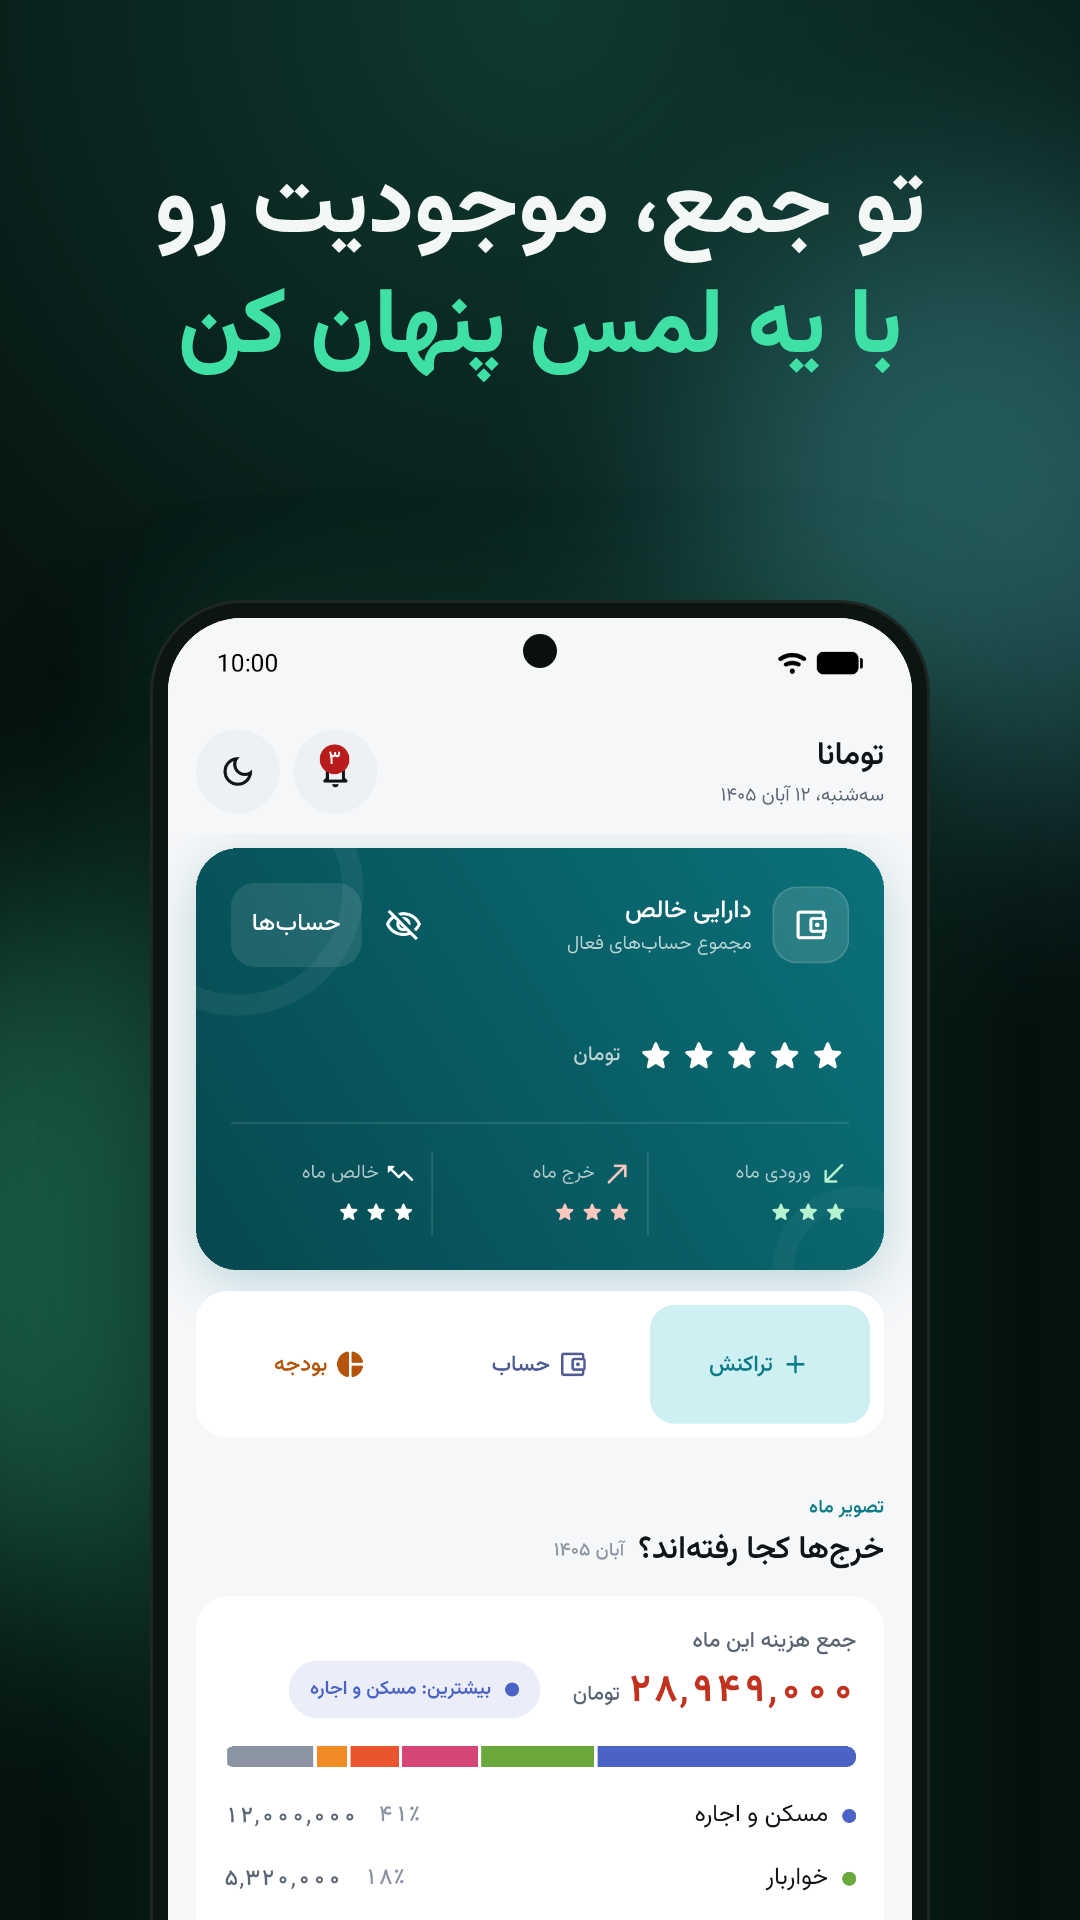 تو جمع، موجودیت رو
با یه لمس پنهان کن
10:00
تومانا
۳
سه‌شنبه، ۱۲ آبان ۱۴۰۵
دارایی خالص
حساب‌ها
مجموع حساب‌های فعال
★★★★★ تومان
ورودی ماه
خرج ماه
خالص ماه
★★★
★★★
★★★
تراکنش
حساب
بودجه
تصویر ماه
خرج‌ها کجا رفته‌اند؟ آبان ۱۴۰۵
جمع هزینه این ماه
۲۸,۹۴۹,۰۰۰ تومان
بیشترین: مسکن و اجاره
مسکن و اجاره ۴۱٪ ۱۲,۰۰۰,۰۰۰
خواربار ۱۸٪ ۵,۳۲۰,۰۰۰